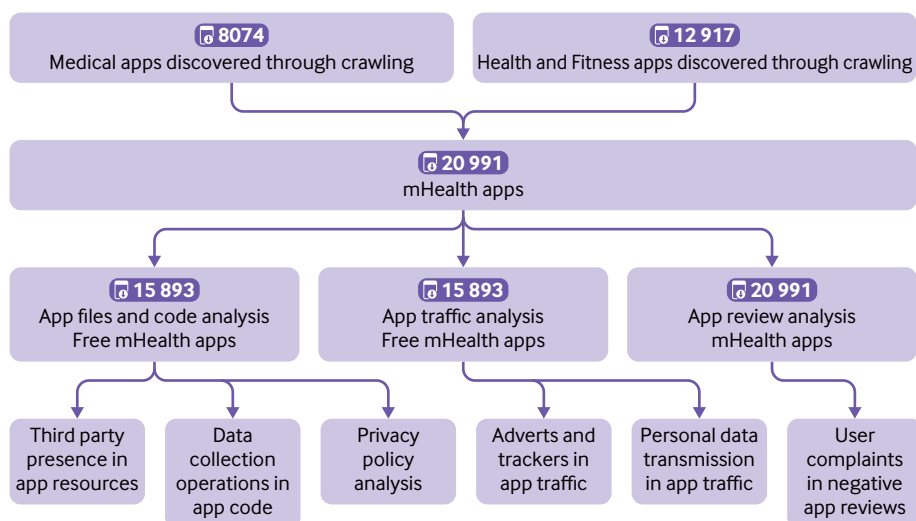 8074
Medical apps discovered through crawling
12 917
Health and Fitness apps discovered through crawling
20 991
mHealth apps
15 893
App files and code analysis
Free mHealth apps
15 893
App traffic analysis
Free mHealth apps
20 991
App review analysis
mHealth apps
Third party
presence in
app resources
Data
collection
operations in
app code
Privacy
policy
analysis
Adverts and
trackers in
app traffic
Personal data
transmission
in app traffic
User
complaints
in negative
app reviews